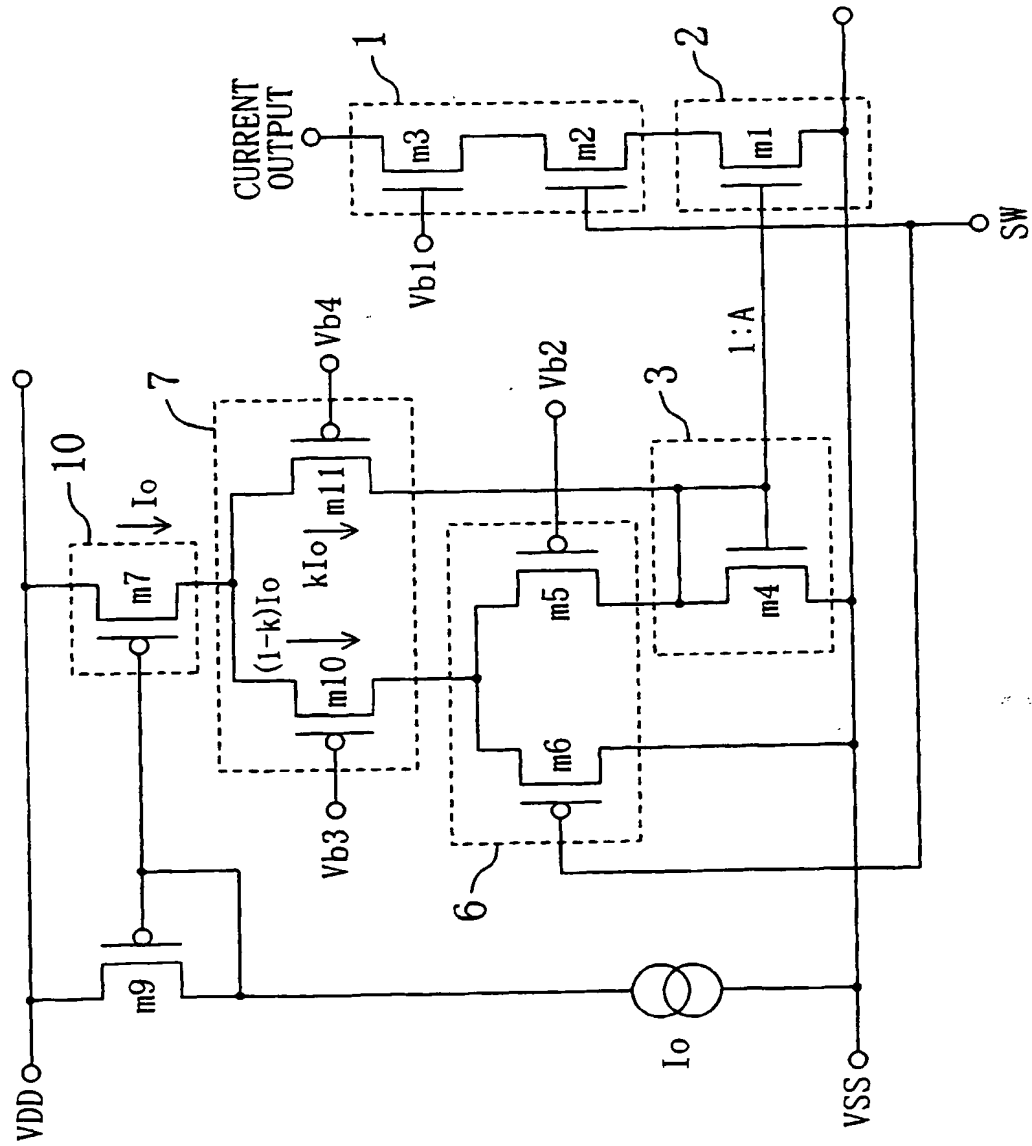 VDD
10
Io
m7
m9
7
(1-k)Io
kIo
m10
m11
Vb3
Vb4
6
m6
m5
Vb2
3
m4
1:A
Io
VSS
CURRENT
OUTPUT
1
m3
Vb1
m2
2
m1
SW